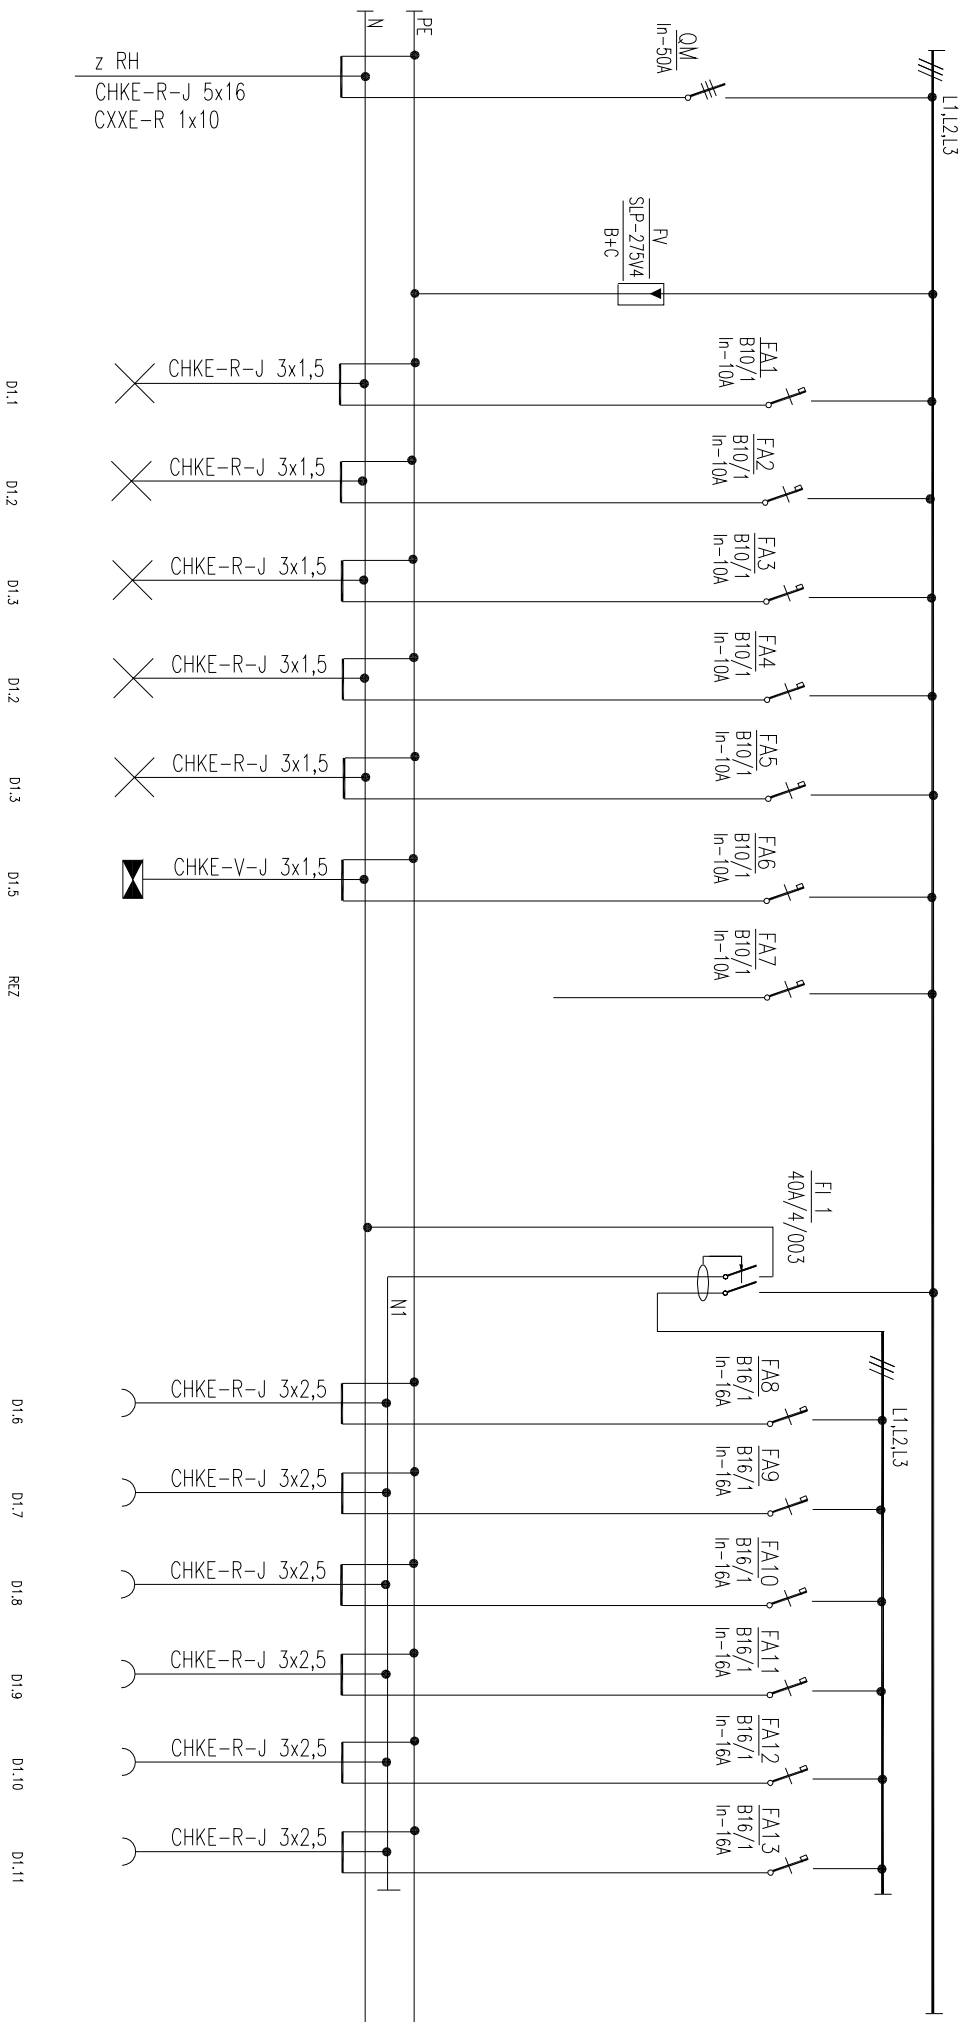 N
PE
QM
In-50A
L1,L2,L3
z RH
CHKE-R-J 5x16
CXXE-R 1x10
FV
SLP-275V4
B+C
FA1
B10/1
In-10A
CHKE-R-J 3x1,5
D1.1
FA2
B10/1
In-10A
CHKE-R-J 3x1,5
D1.2
FA3
B10/1
In-10A
CHKE-R-J 3x1,5
D1.3
FA4
B10/1
In-10A
CHKE-R-J 3x1,5
D1.2
FA5
B10/1
In-10A
CHKE-R-J 3x1,5
D1.3
FA6
B10/1
In-10A
CHKE-V-J 3x1,5
D1.5
FA7
B10/1
In-10A
REZ
FI 1
40A/4/003
N1
L1,L2,L3
FA8
B16/1
In-16A
CHKE-R-J 3x2,5
D1.6
FA9
B16/1
In-16A
CHKE-R-J 3x2,5
D1.7
FA10
B16/1
In-16A
CHKE-R-J 3x2,5
D1.8
FA11
B16/1
In-16A
CHKE-R-J 3x2,5
D1.9
FA12
B16/1
In-16A
CHKE-R-J 3x2,5
D1.10
FA13
B16/1
In-16A
CHKE-R-J 3x2,5
D1.11